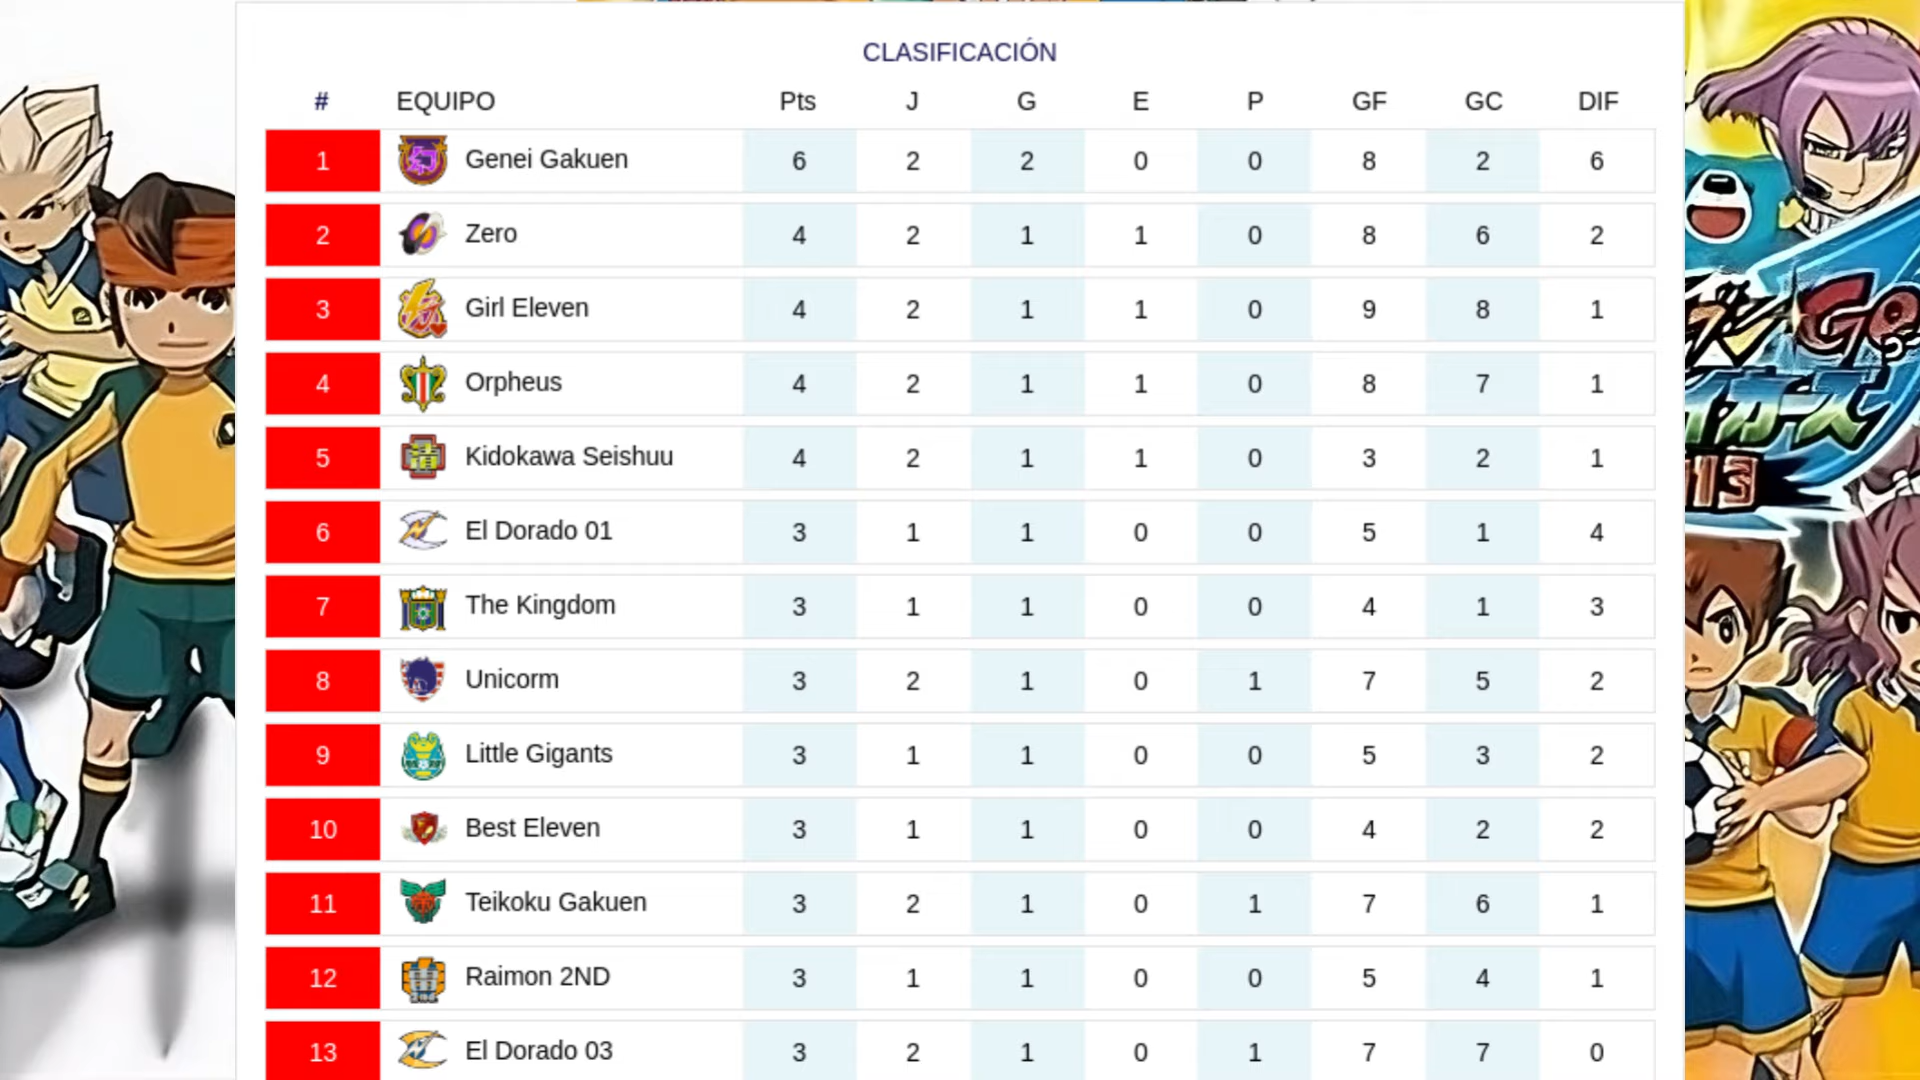 CLASIFICACIÓN
# EQUIPO Pts J G E P GF GC DIF
1 Genei Gakuen 6 2 2 0 0 8 2 6
2 Zero 4 2 1 1 0 8 6 2
3 Girl Eleven 4 2 1 1 0 9 8 1
4 Orpheus 4 2 1 1 0 8 7 1
5 Kidokawa Seishuu 4 2 1 1 0 3 2 1
6 El Dorado 01 3 1 1 0 0 5 1 4
7 The Kingdom 3 1 1 0 0 4 1 3
8 Unicorm 3 2 1 0 1 7 5 2
9 Little Gigants 3 1 1 0 0 5 3 2
10 Best Eleven 3 1 1 0 0 4 2 2
11 Teikoku Gakuen 3 2 1 0 1 7 6 1
12 Raimon 2ND 3 1 1 0 0 5 4 1
13 El Dorado 03 3 2 1 0 1 7 7 0
GO